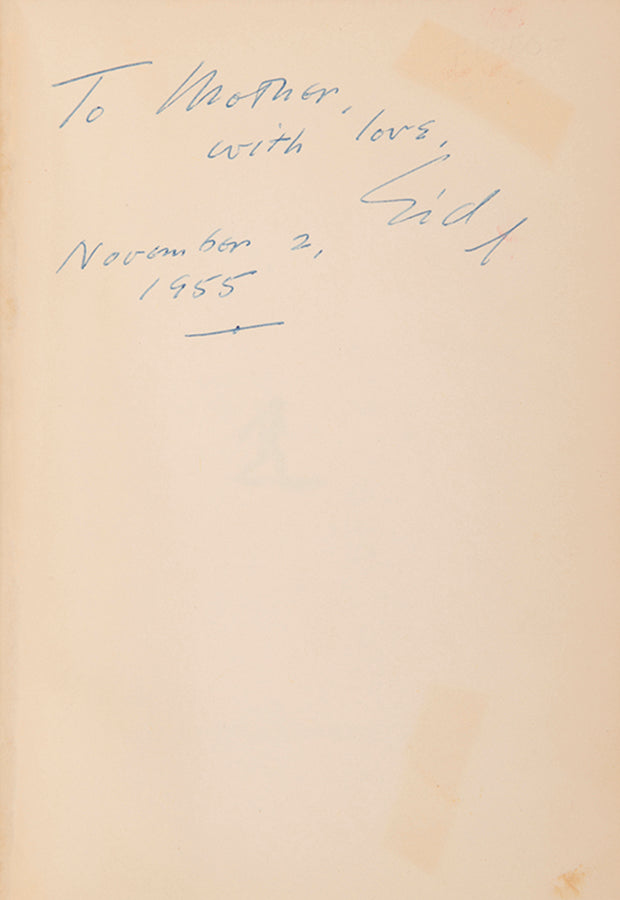 To Mother,
with love,
Sid
November 2,
1955